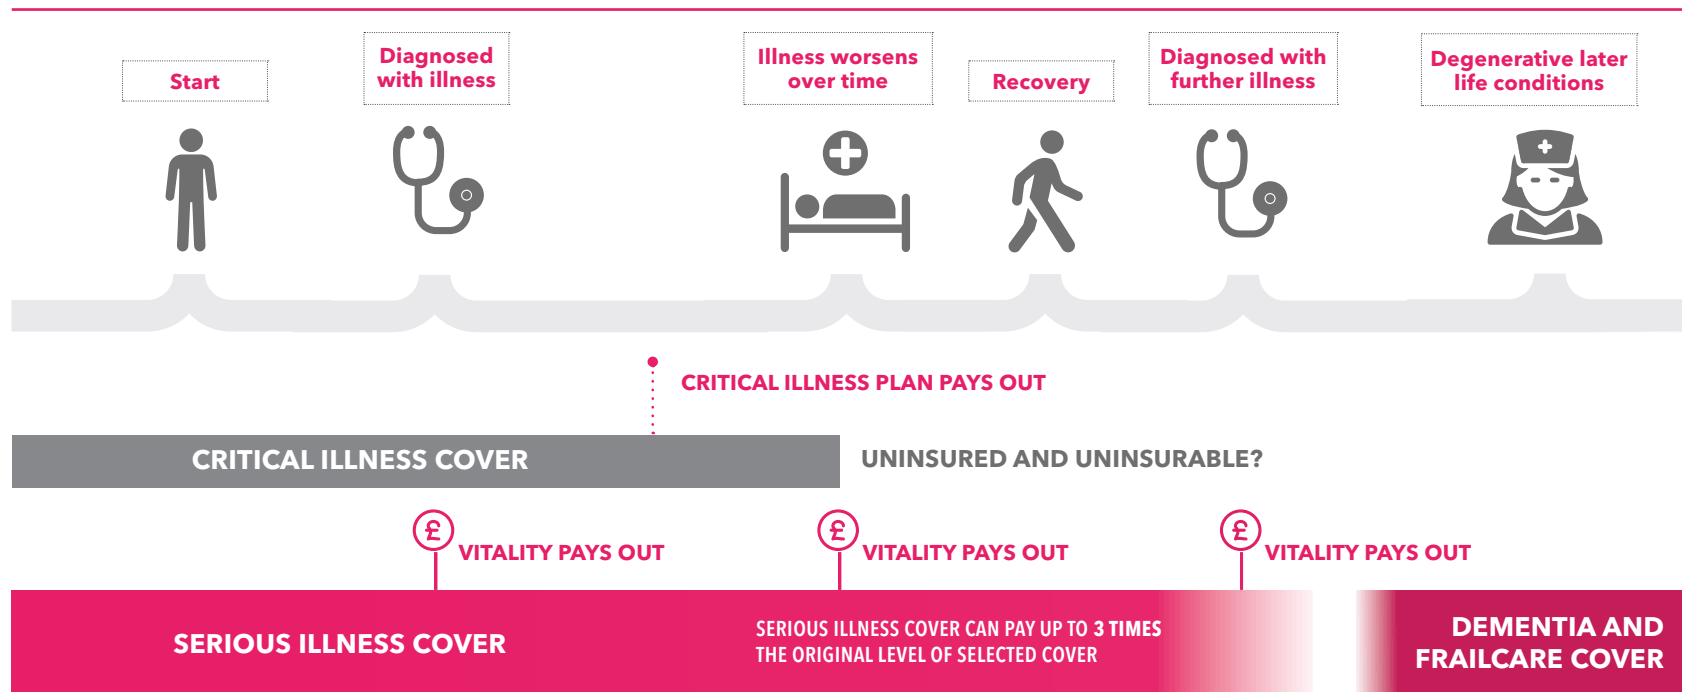 Start
Diagnosed
with illness
Illness worsens
over time
Recovery
Diagnosed with
further illness
Degenerative later
life conditions
CRITICAL ILLNESS PLAN PAYS OUT
CRITICAL ILLNESS COVER
UNINSURED AND UNINSURABLE?
£
VITALITY PAYS OUT
£
VITALITY PAYS OUT
£
VITALITY PAYS OUT
SERIOUS ILLNESS COVER
SERIOUS ILLNESS COVER CAN PAY UP TO 3 TIMES
THE ORIGINAL LEVEL OF SELECTED COVER
DEMENTIA AND
FRAILCARE COVER